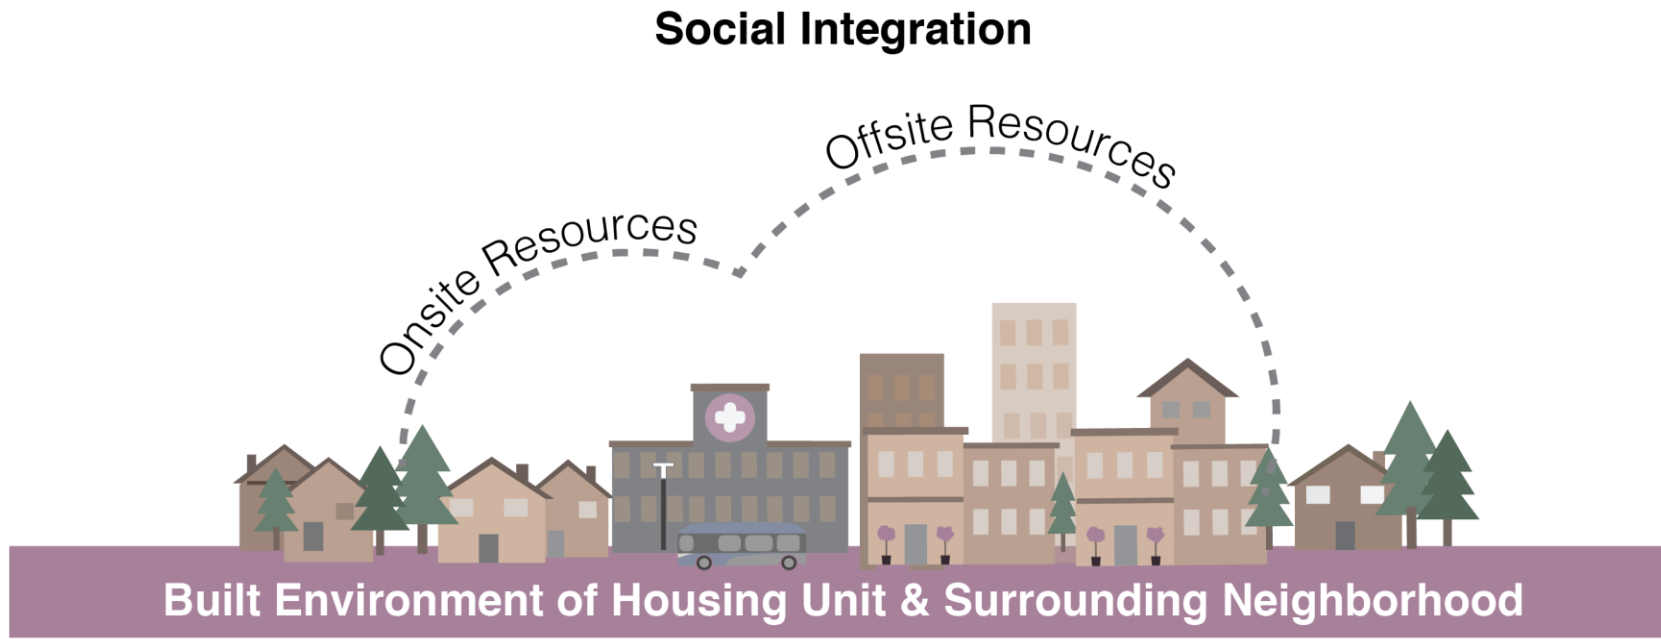 Social Integration
Offsite Resources
Onsite Resources
Built Environment of Housing Unit & Surrounding Neighborhood